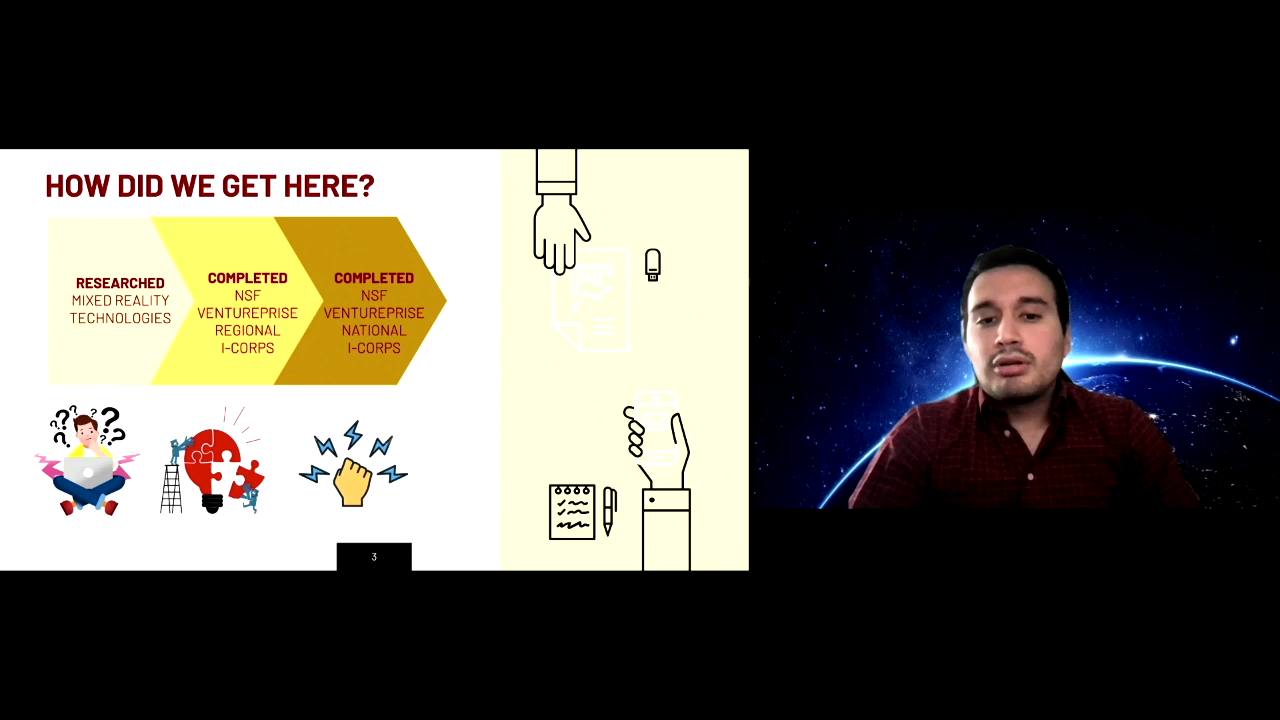 HOW DID WE GET HERE?
RESEARCHED
MIXED REALITY
TECHNOLOGIES
COMPLETED
NSF
VENTUREPRISE
REGIONAL
I-CORPS
COMPLETED
NSF
VENTUREPRISE
NATIONAL
I-CORPS
3